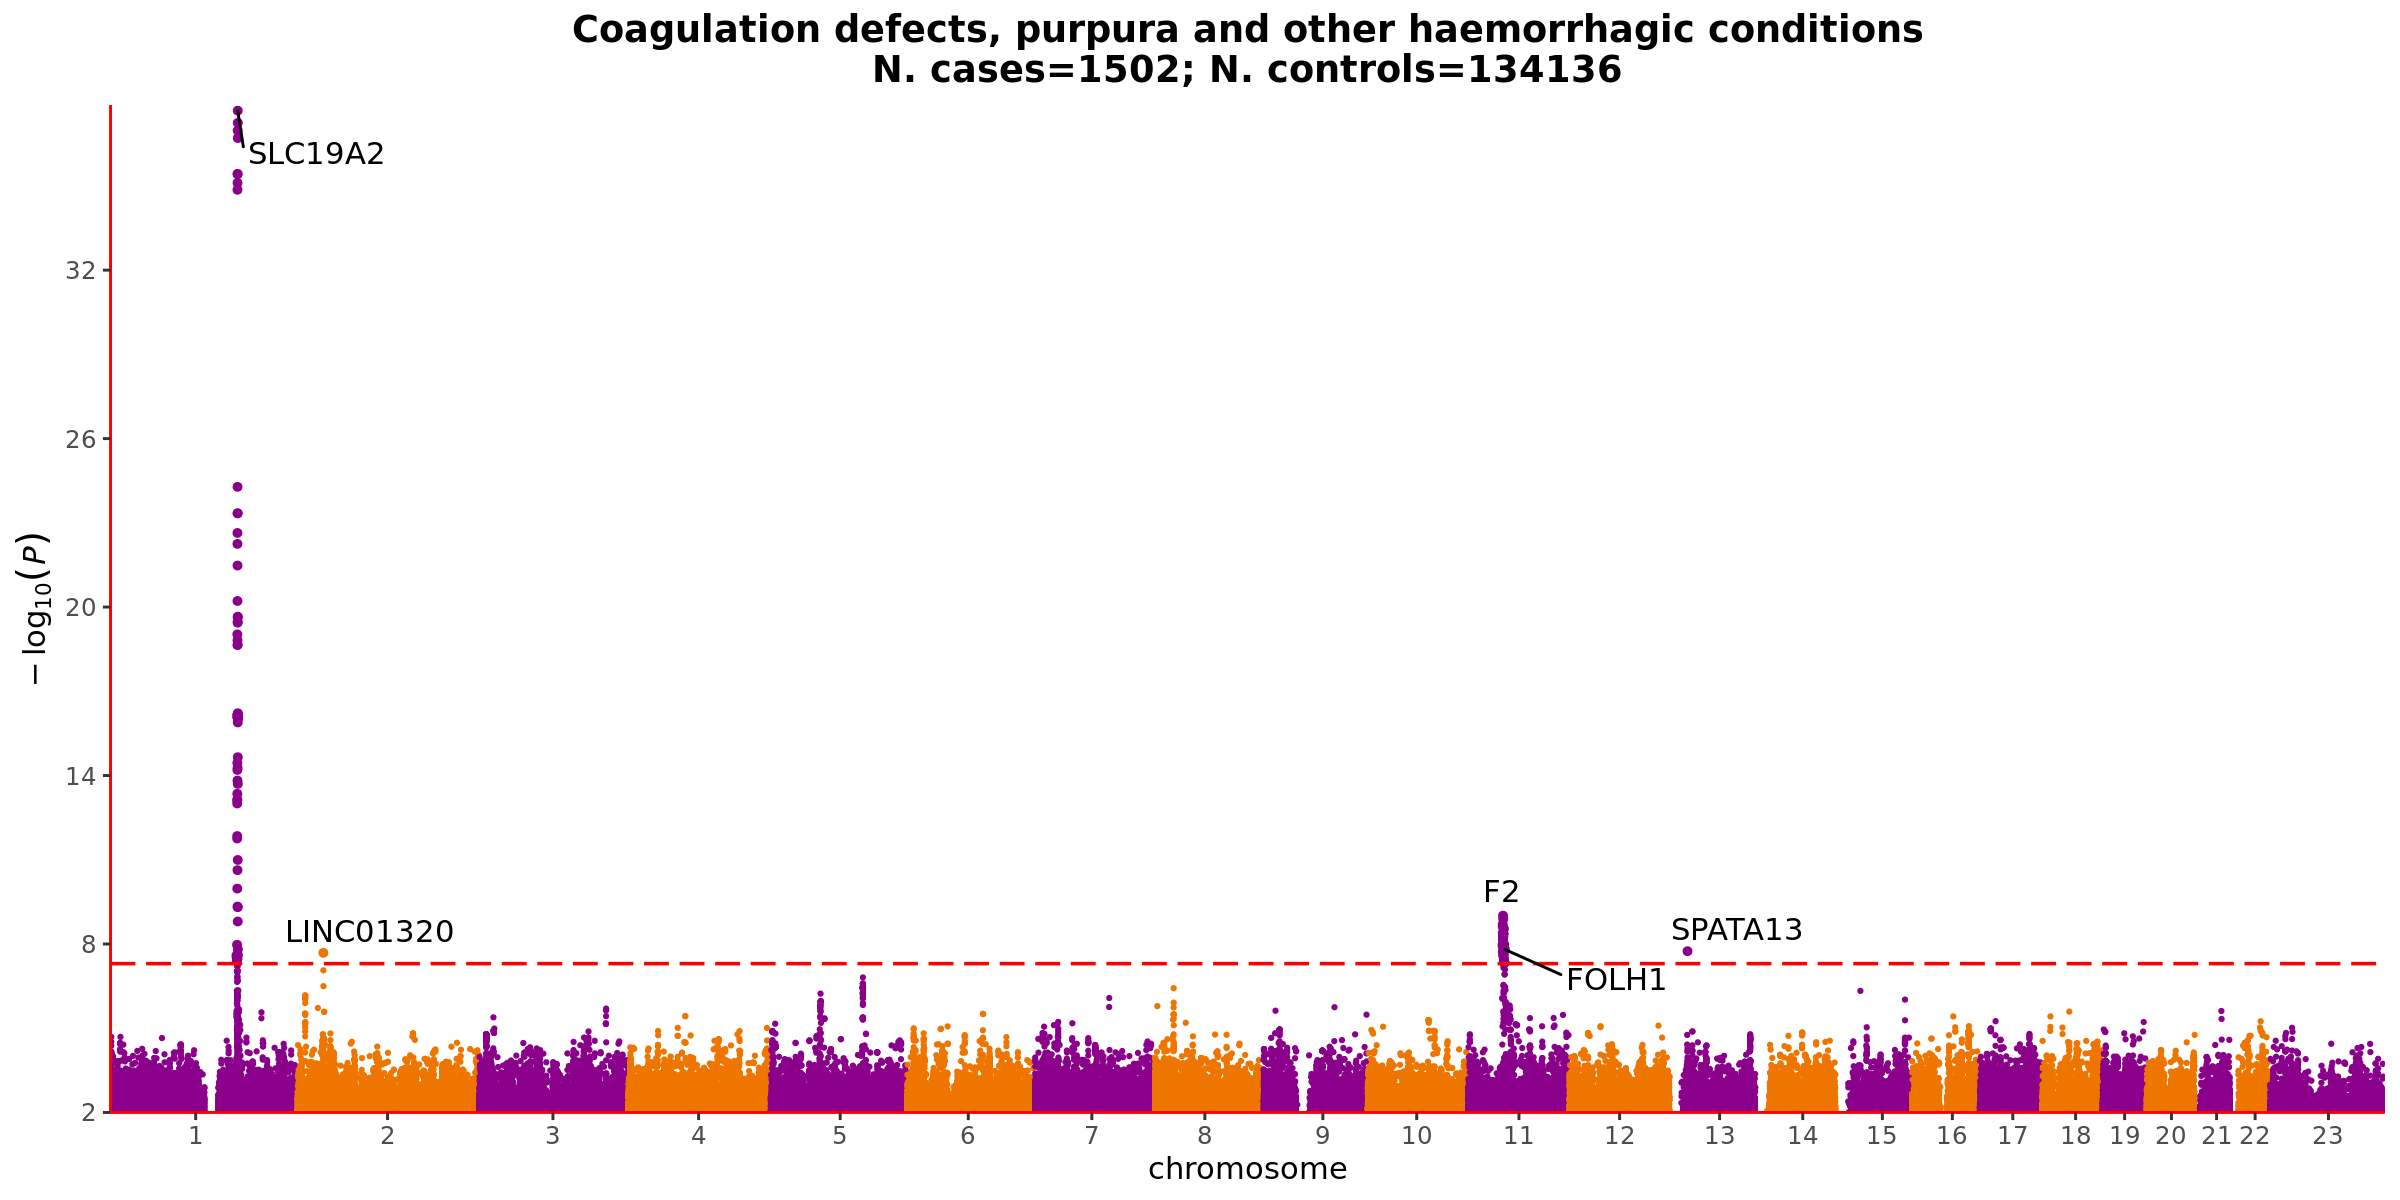 Coagulation defects, purpura and other haemorrhagic conditions
N. cases=1502; N. controls=134136
SLC19A2
32
26
20
14
8
2
−log10(P)
LINC01320
F2
SPATA13
FOLH1
1 2 3 4 5 6 7 8 9 10 11 12 13 14 15 16 17 18 19 20 21 22 23
chromosome